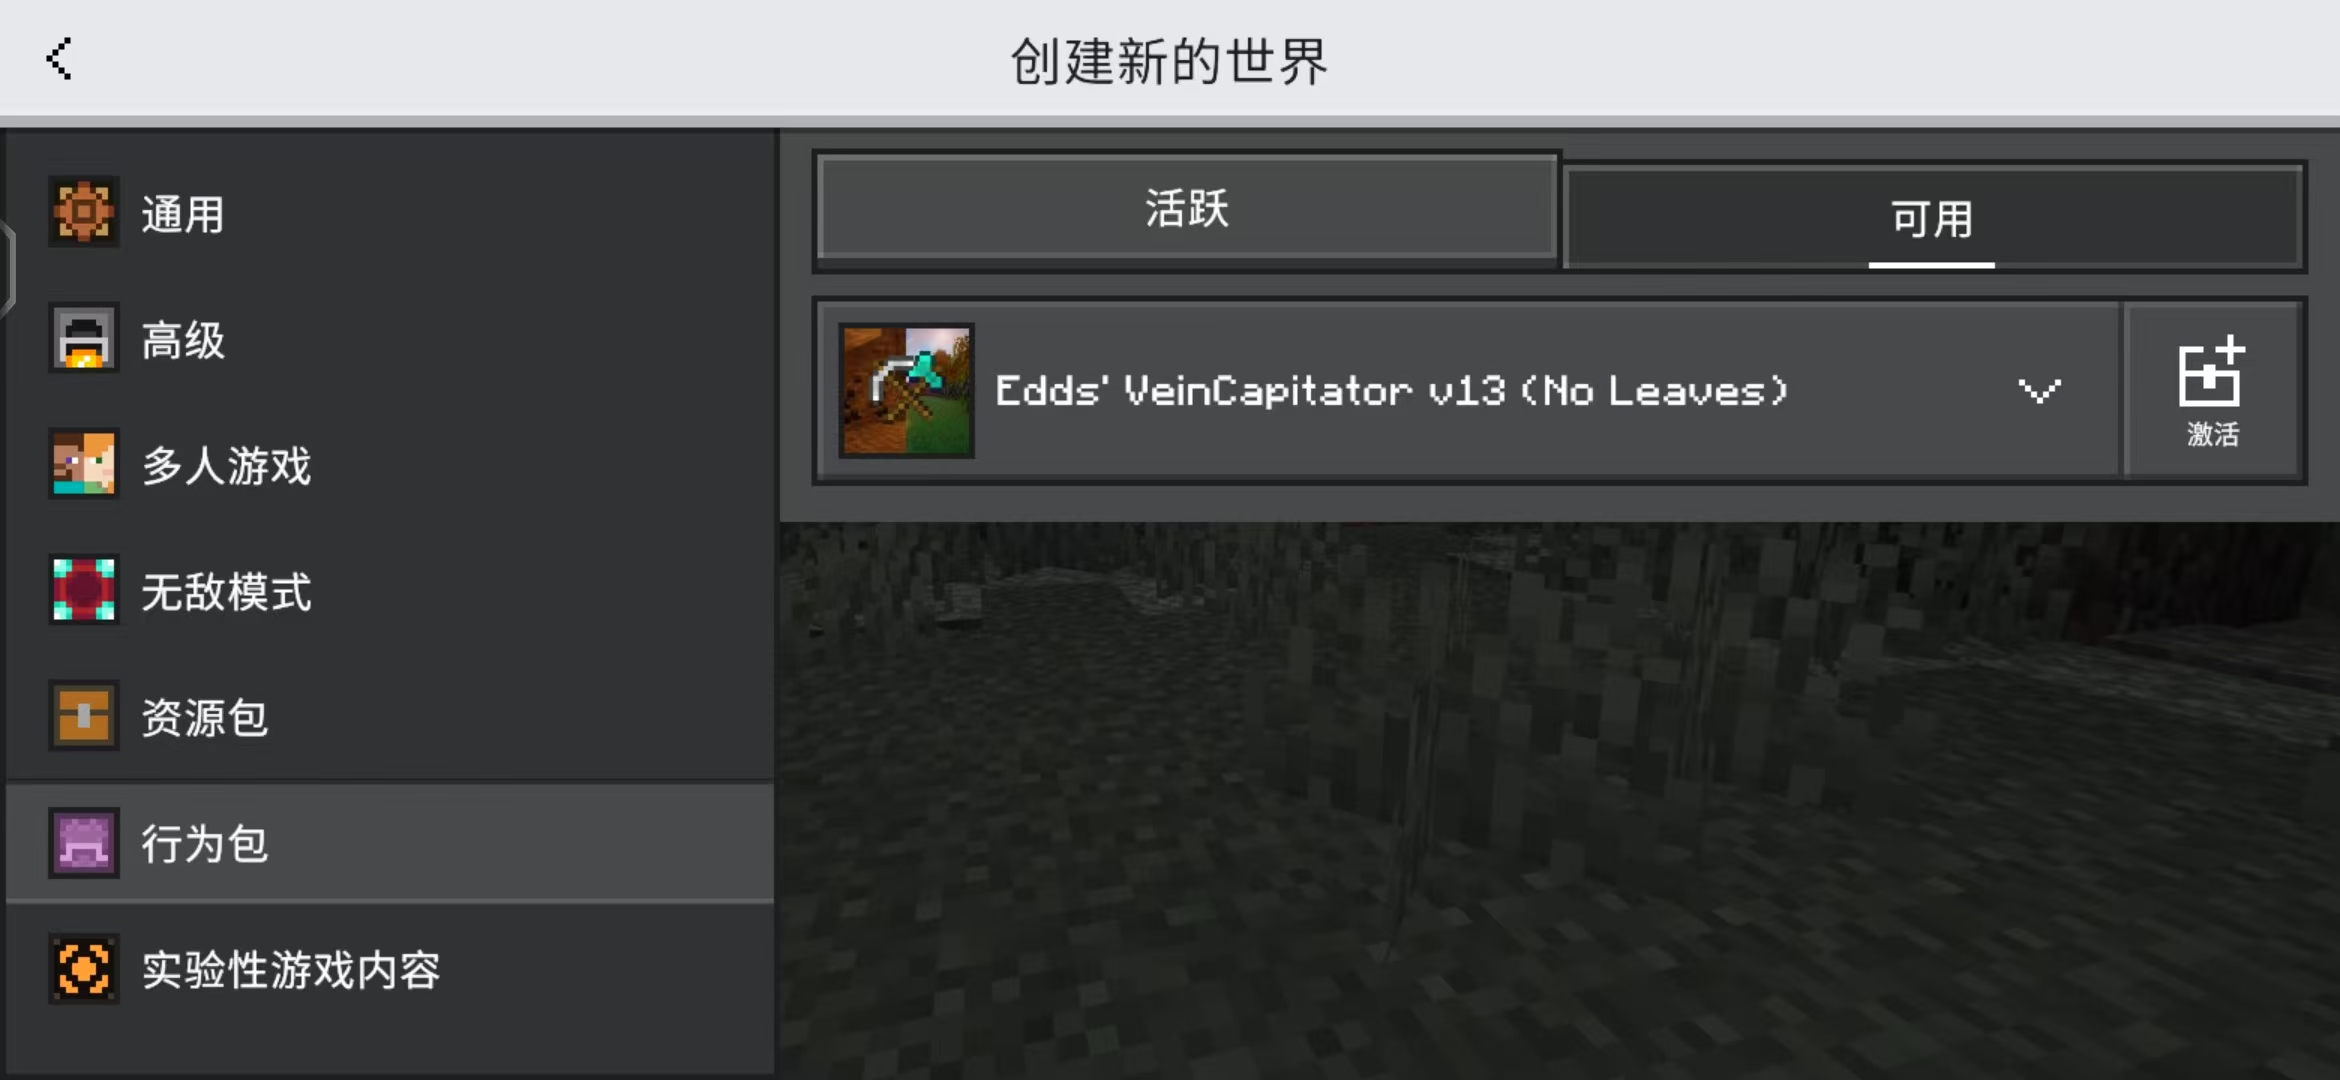 创建新的世界
通用
高级
多人游戏
无敌模式
资源包
行为包
实验性游戏内容
活跃
可用
Edds' VeinCapitator v13 (No Leaves)
激活